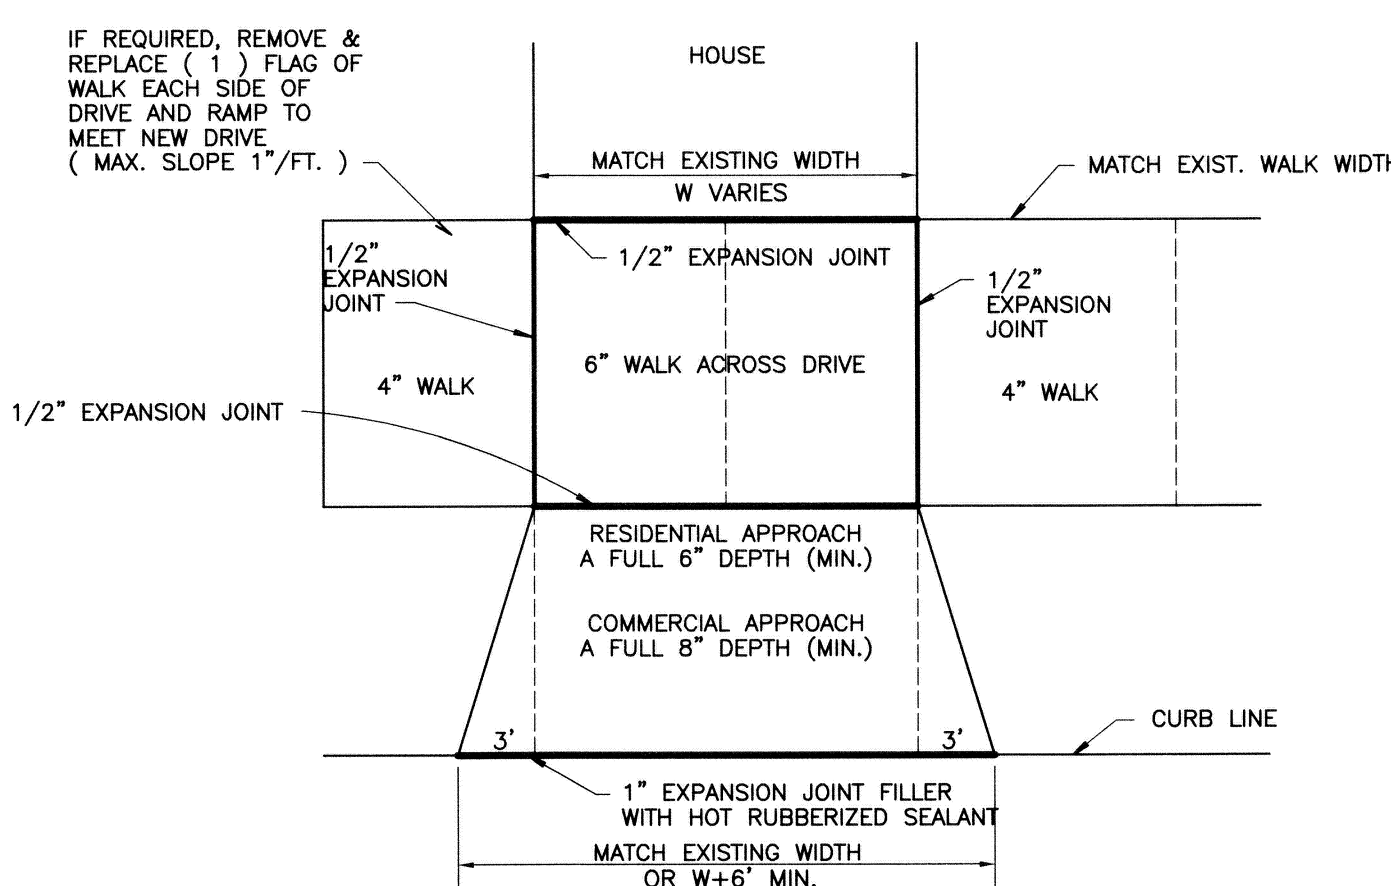 IF REQUIRED, REMOVE &
REPLACE ( 1 ) FLAG OF
WALK EACH SIDE OF
DRIVE AND RAMP TO
MEET NEW DRIVE
( MAX. SLOPE 1"/FT. )
HOUSE
MATCH EXISTING WIDTH
W VARIES
MATCH EXIST. WALK WIDTH
1/2"
EXPANSION
JOINT
1/2" EXPANSION JOINT
1/2"
EXPANSION
JOINT
6" WALK ACROSS DRIVE
4" WALK
4" WALK
1/2" EXPANSION JOINT
RESIDENTIAL APPROACH
A FULL 6" DEPTH (MIN.)
COMMERCIAL APPROACH
A FULL 8" DEPTH (MIN.)
3'
3'
CURB LINE
1" EXPANSION JOINT FILLER
WITH HOT RUBBERIZED SEALANT
MATCH EXISTING WIDTH
OR W+6' MIN.